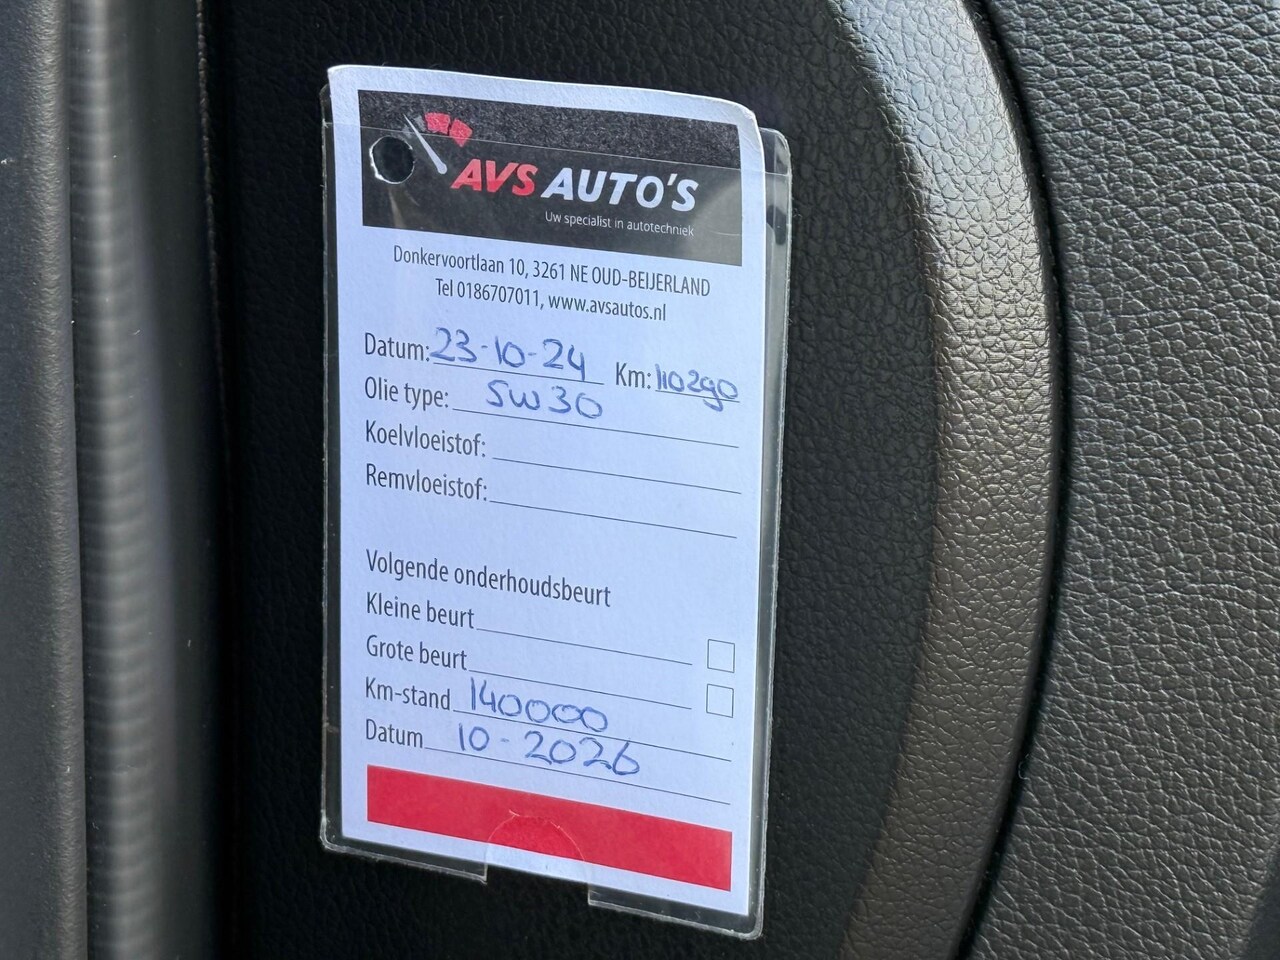 AVS AUTO'S
Uw specialist in autotechniek
Donkervoortlaan 10, 3261 NE OUD-BEIJERLAND
Tel 0186707011, www.avsautos.nl
Datum: 23-10-24 Km: 110290
Olie type: 5W30
Koelvloeistof:
Remvloeistof:
Volgende onderhoudsbeurt
Kleine beurt
Grote beurt
Km-stand 140000
Datum 10-2026